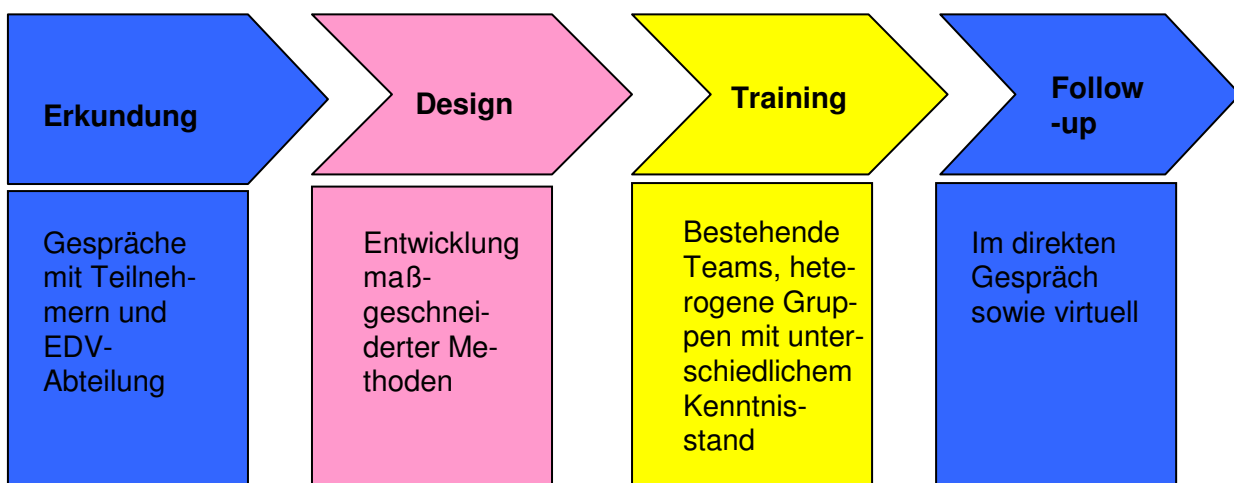 Erkundung
Design
Training
Follow
-up
Gespräche
mit Teilneh-
mern und
EDV-
Abteilung
Entwicklung
maß-
geschnei-
derter Me-
thoden
Bestehende
Teams, hete-
rogene Grup-
pen mit unter-
schiedlichem
Kenntnis-
stand
Im direkten
Gespräch
sowie virtuell